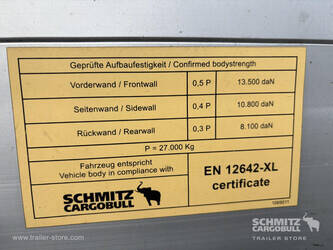 Geprüfte Aufbaufestigkeit / Confirmed bodystrength
Vorderwand / Frontwall 0,5 P 13.500 daN
Seitenwand / Sidewall 0,4 P 10.800 daN
Rückwand / Rearwall 0,3 P 8.100 daN
P = 27.000 Kg
Fahrzeug entspricht
Vehicle body in compliance with
EN 12642-XL
certificate
SCHMITZ
CARGOBULL
© www.trailer-store.com
SCHMITZ
CARGOBULL
TRAILER STORE